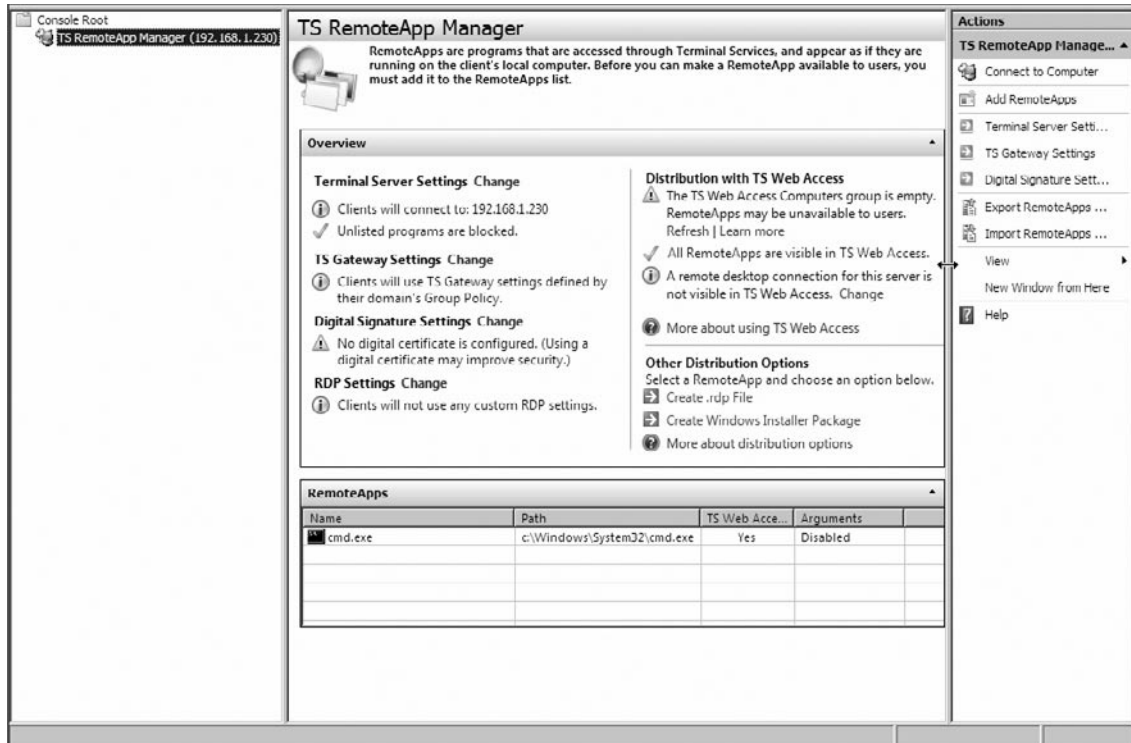 Console Root
TS RemoteApp Manager (192.168.1.230)
TS RemoteApp Manager
RemoteApps are programs that are accessed through Terminal Services, and appear as if they are
running on the client's local computer. Before you can make a RemoteApp available to users, you
must add it to the RemoteApps list.
Overview
Terminal Server Settings Change
Clients will connect to: 192.168.1.230
Unlisted programs are blocked.
TS Gateway Settings Change
Clients will use TS Gateway settings defined by
their domain's Group Policy.
Digital Signature Settings Change
No digital certificate is configured. (Using a
digital certificate may improve security.)
RDP Settings Change
Clients will not use any custom RDP settings.
Distribution with TS Web Access
The TS Web Access Computers group is empty.
RemoteApps may be unavailable to users.
Refresh | Learn more
All RemoteApps are visible in TS Web Access.
A remote desktop connection for this server is
not visible in TS Web Access. Change
More about using TS Web Access
Other Distribution Options
Select a RemoteApp and choose an option below.
Create .rdp File
Create Windows Installer Package
More about distribution options
RemoteApps
Name Path TS Web Acce... Arguments
cmd.exe c:\Windows\System32\cmd.exe Yes Disabled
Actions
TS RemoteApp Manage...
Connect to Computer
Add RemoteApps
Terminal Server Setti...
TS Gateway Settings
Digital Signature Sett...
Export RemoteApps ...
Import RemoteApps ...
View
New Window from Here
Help